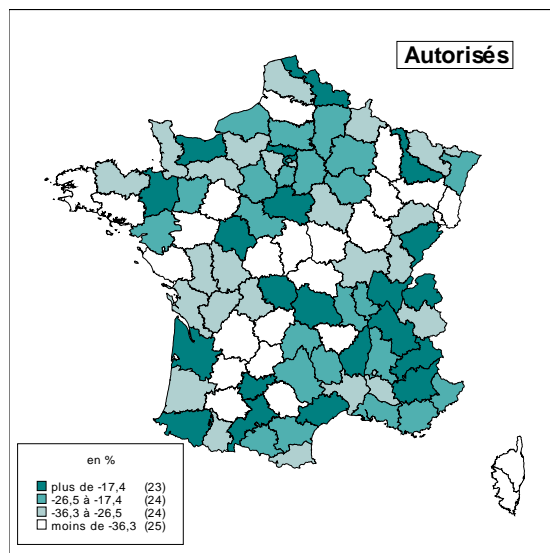 Autorisés
en %
plus de -17,4 (23)
-26,5 à -17,4 (24)
-36,3 à -26,5 (24)
moins de -36,3 (25)